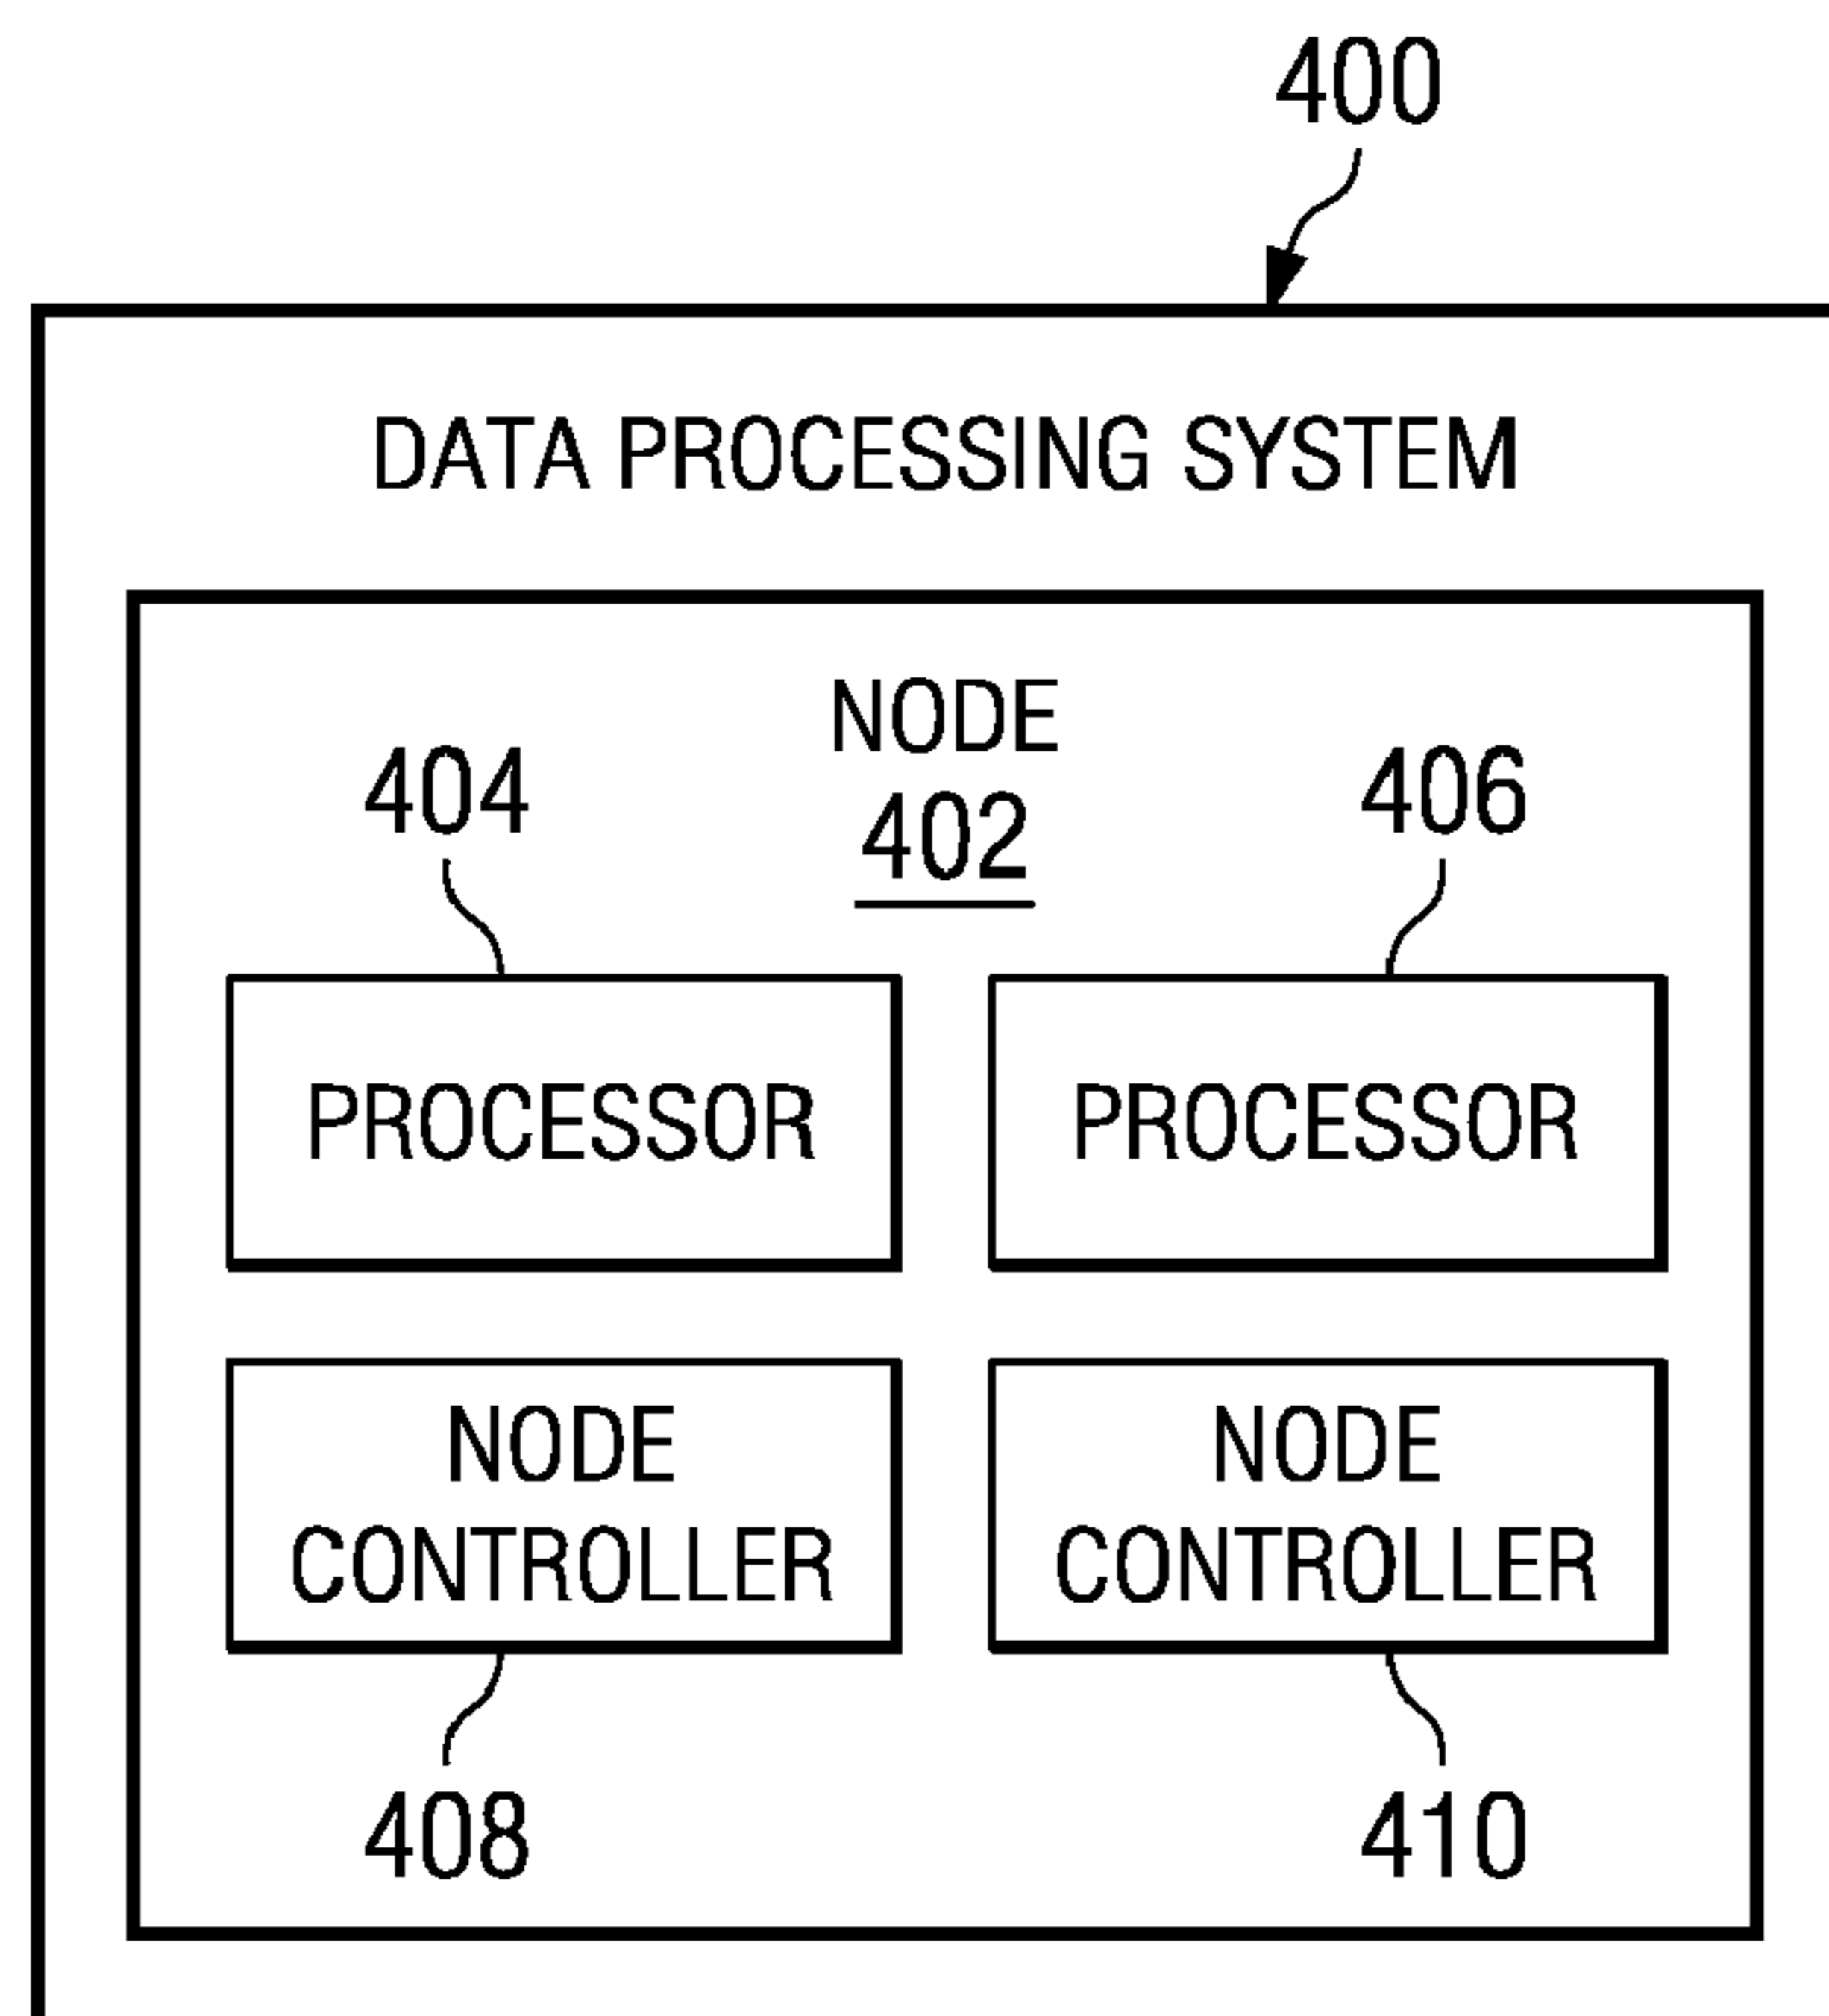 400
DATA PROCESSING SYSTEM
NODE
404
402
406
PROCESSOR
PROCESSOR
NODE
CONTROLLER
NODE
CONTROLLER
408
410